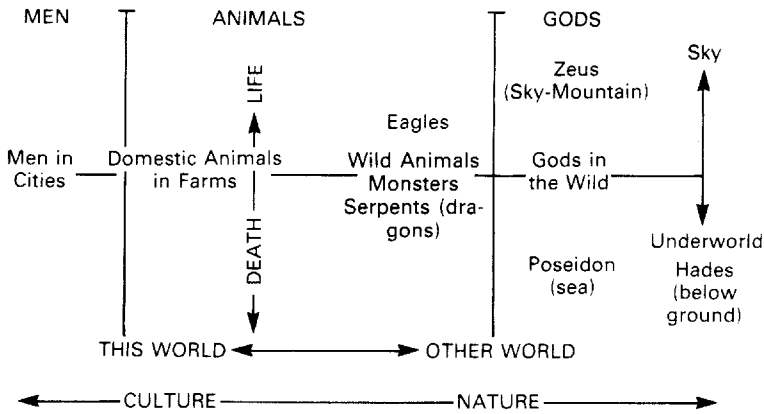 MEN ANIMALS GODS
Sky
Zeus
(Sky-Mountain)
LIFE
Eagles
Men in
Cities
Domestic Animals
in Farms
Wild Animals
Monsters
Serpents (dra-
gons)
Gods in
the Wild
DEATH
Underworld
Hades
(below
ground)
Poseidon
(sea)
THIS WORLD OTHER WORLD
CULTURE NATURE